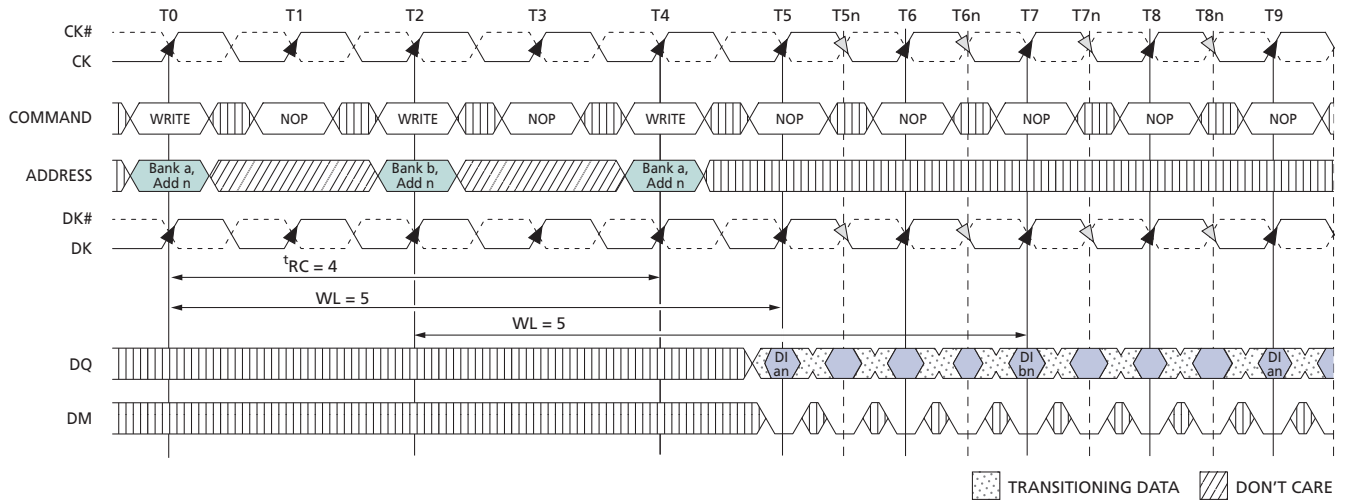 T0 T1 T2 T3 T4 T5 T5n T6 T6n T7 T7n T8 T8n T9
CK#
CK
COMMAND WRITE NOP WRITE NOP WRITE NOP NOP NOP NOP NOP
ADDRESS Bank a, Add n Bank b, Add n Bank a, Add n
DK#
DK
tRC = 4
WL = 5
WL = 5
DQ DI an DI bn DI an
DM
TRANSITIONING DATA DON'T CARE